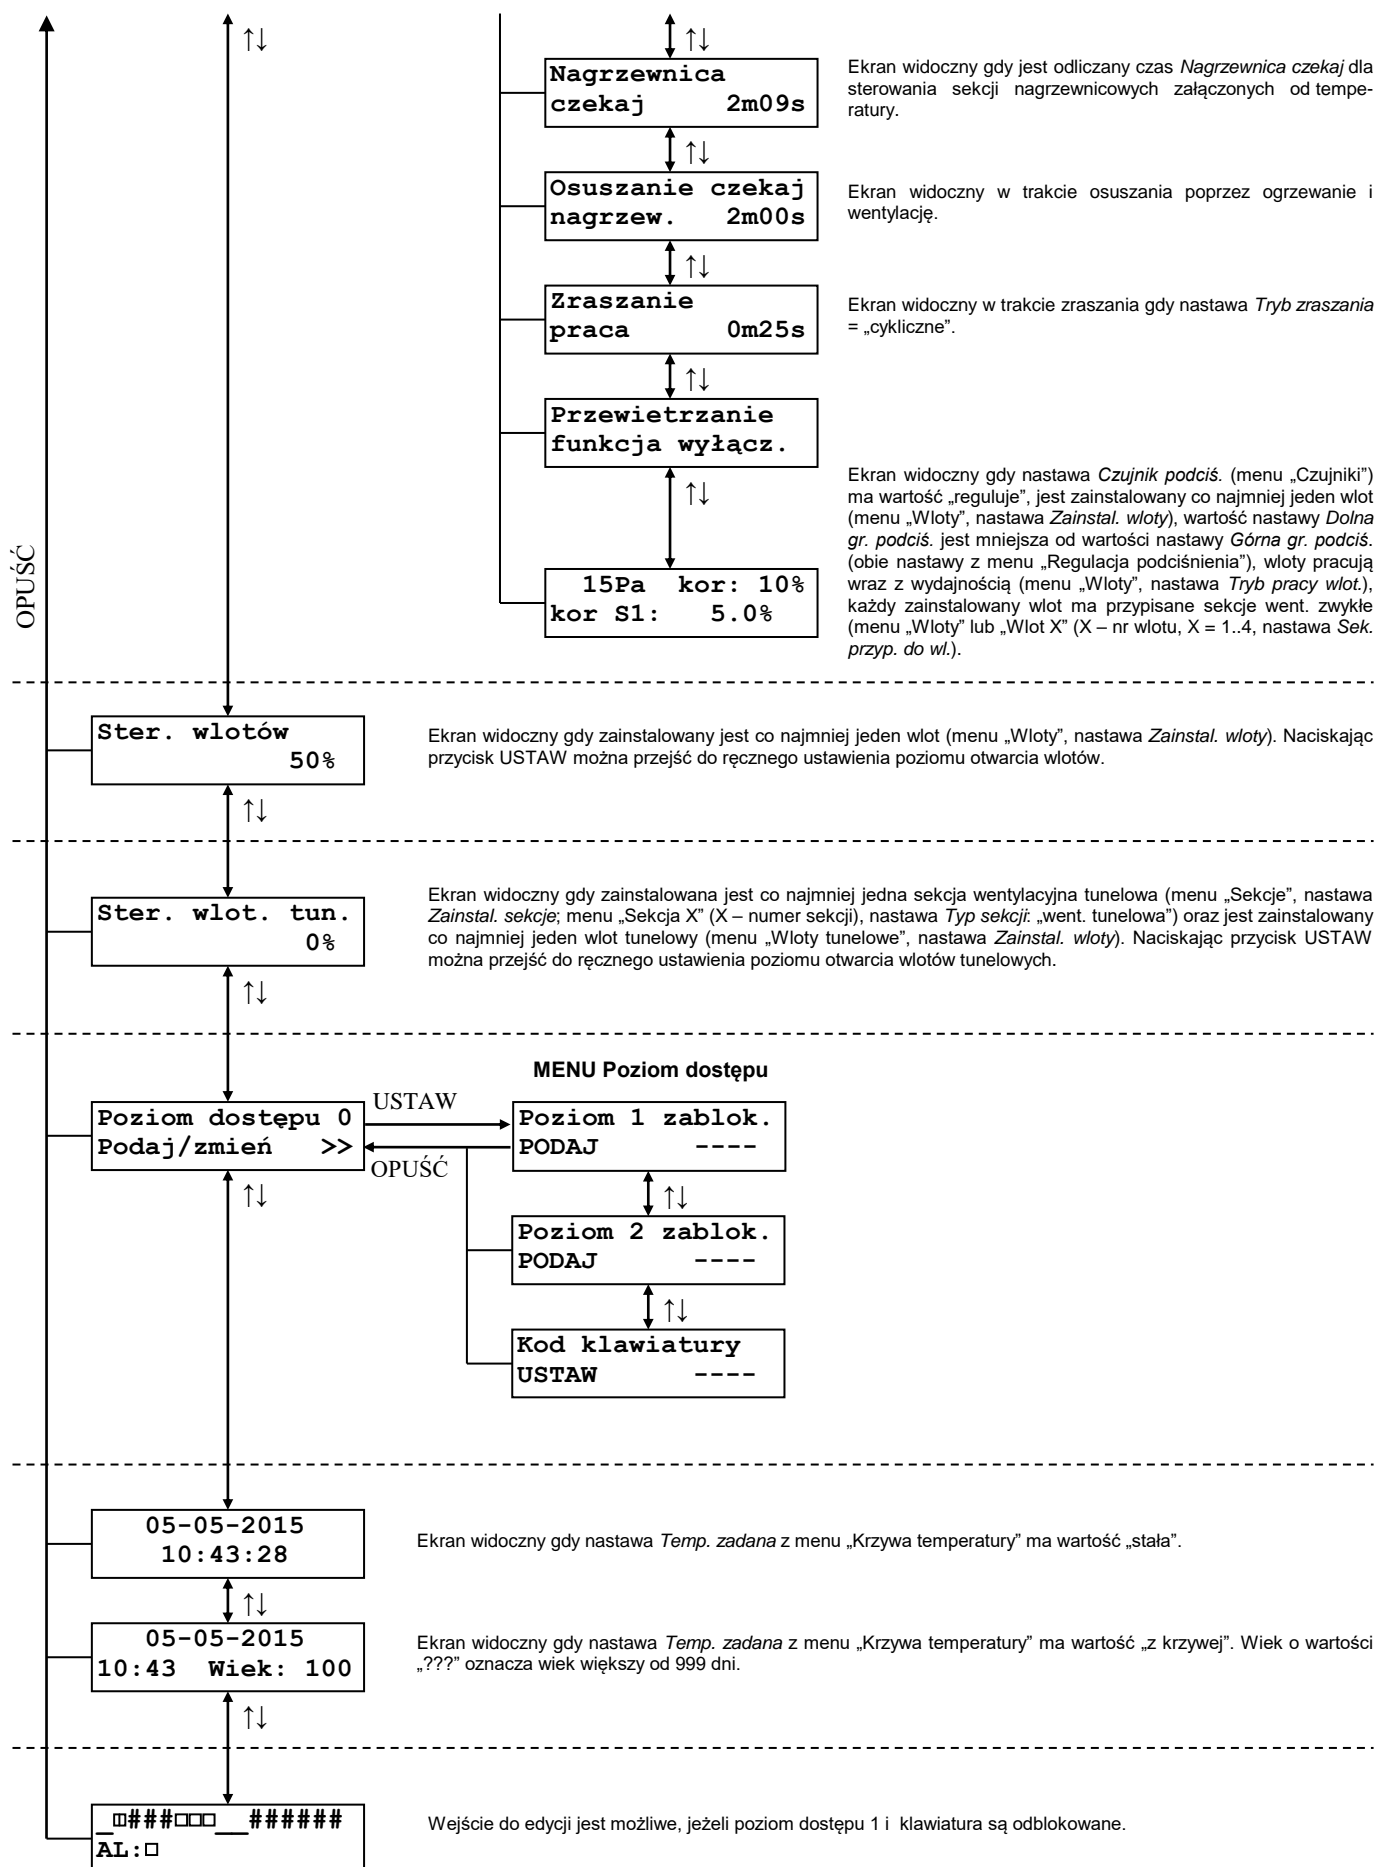 ↑↓
↑↓
Nagrzewnica
czekaj 2m09s
Ekran widoczny gdy jest odliczany czas Nagrzewnica czekaj dla
sterowania sekcji nagrzewnicowych załączonych od tempe-
ratury.
↑↓
Osuszanie czekaj
nagrzew. 2m00s
Ekran widoczny w trakcie osuszania poprzez ogrzewanie i
wentylację.
↑↓
Zraszanie
praca 0m25s
Ekran widoczny w trakcie zraszania gdy nastawa Tryb zraszania
= „cykliczne”.
↑↓
Przewietrzanie
funkcja wyłącz.
↑↓
Ekran widoczny gdy nastawa Czujnik podciś. (menu „Czujniki”)
ma wartość „reguluje”, jest zainstalowany co najmniej jeden wlot
(menu „Wloty”, nastawa Zainstal. wloty), wartość nastawy Dolna
gr. podciś. jest mniejsza od wartości nastawy Górna gr. podciś.
(obie nastawy z menu „Regulacja podciśnienia”), wloty pracują
wraz z wydajnością (menu „Wloty”, nastawa Tryb pracy wlot.),
każdy zainstalowany wlot ma przypisane sekcje went. zwykłe
(menu „Wloty” lub „Wlot X” (X – nr wlotu, X = 1..4, nastawa Sek.
przyp. do wl.).
15Pa kor: 10%
kor S1: 5.0%
OPUŚĆ
Ster. wlotów
50%
Ekran widoczny gdy zainstalowany jest co najmniej jeden wlot (menu „Wloty”, nastawa Zainstal. wloty). Naciskając
przycisk USTAW można przejść do ręcznego ustawienia poziomu otwarcia wlotów.
↑↓
Ster. wlot. tun.
0%
Ekran widoczny gdy zainstalowana jest co najmniej jedna sekcja wentylacyjna tunelowa (menu „Sekcje”, nastawa
Zainstal. sekcje; menu „Sekcja X” (X – numer sekcji), nastawa Typ sekcji: „went. tunelowa”) oraz jest zainstalowany
co najmniej jeden wlot tunelowy (menu „Wloty tunelowe”, nastawa Zainstal. wloty). Naciskając przycisk USTAW
można przejść do ręcznego ustawienia poziomu otwarcia wlotów tunelowych.
↑↓
MENU Poziom dostępu
Poziom dostępu 0
Podaj/zmień >>
USTAW
OPUŚĆ
Poziom 1 zablok.
PODAJ ----
↑↓
↑↓
Poziom 2 zablok.
PODAJ ----
↑↓
Kod klawiatury
USTAW ----
05-05-2015
10:43:28
Ekran widoczny gdy nastawa Temp. zadana z menu „Krzywa temperatury” ma wartość „stała”.
↑↓
05-05-2015
10:43 Wiek: 100
Ekran widoczny gdy nastawa Temp. zadana z menu „Krzywa temperatury” ma wartość „z krzywej”. Wiek o wartości
„???” oznacza wiek większy od 999 dni.
↑↓
_◫###□□□__######
AL:□
Wejście do edycji jest możliwe, jeżeli poziom dostępu 1 i klawiatura są odblokowane.